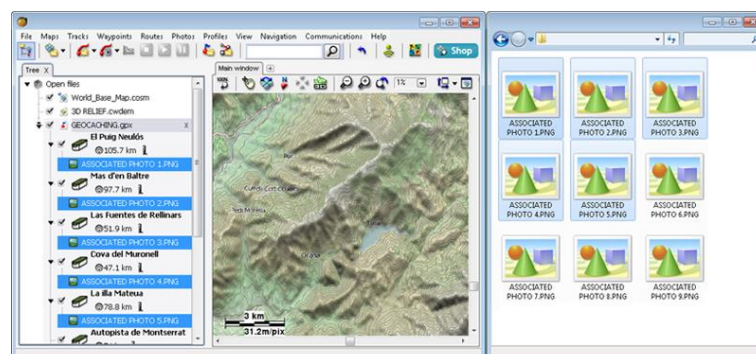 File Maps Tracks Waypoints Routes Photos Profiles View Navigation Communications Help
Shop
Tree X
Main window
100%
1%
Open files
World_Base_Map.cosm
3D RELIEF.cwdem
GEOCACHING.gpx x
El Puig Neulós
105.7 km
ASSOCIATED PHOTO 1.PNG
Mas d'en Baltre
97.7 km
ASSOCIATED PHOTO 2.PNG
Las Fuentes de Rellinars
51.9 km
ASSOCIATED PHOTO 3.PNG
Cova del Muronell
47.1 km
ASSOCIATED PHOTO 4.PNG
La illa Mateua
78.8 km
ASSOCIATED PHOTO 5.PNG
Autopista de Montserrat
3 km
31.2m/pix
ASSOCIATED PHOTO 1.PNG
ASSOCIATED PHOTO 2.PNG
ASSOCIATED PHOTO 3.PNG
ASSOCIATED PHOTO 4.PNG
ASSOCIATED PHOTO 5.PNG
ASSOCIATED PHOTO 6.PNG
ASSOCIATED PHOTO 7.PNG
ASSOCIATED PHOTO 8.PNG
ASSOCIATED PHOTO 9.PNG